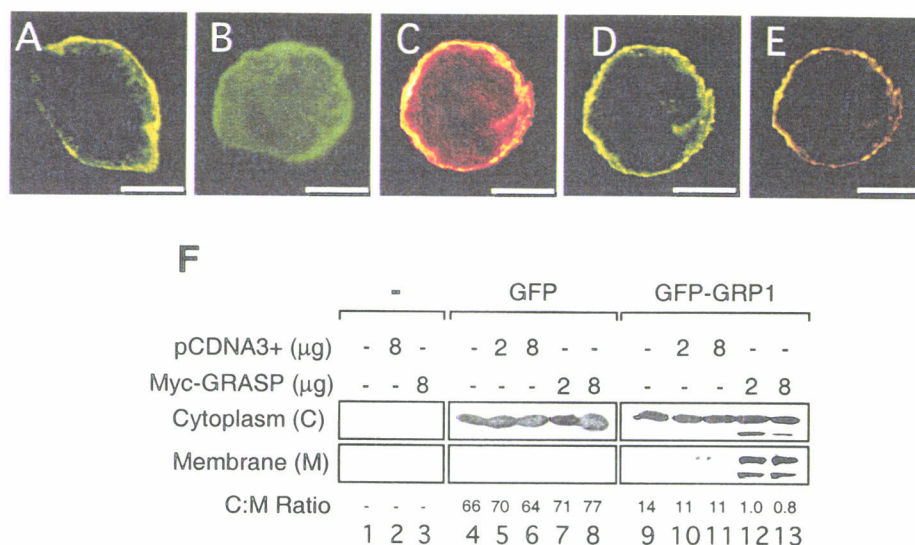 A B C D E
F
- GFP GFP-GRP1
pCDNA3+ (μg) - 8 - - 2 8 - - - 2 8 - -
Myc-GRASP (μg) - - 8 - - - 2 8 - - - 2 8
Cytoplasm (C)
Membrane (M)
C:M Ratio - - - 66 70 64 71 77 14 11 11 1.0 0.8
1 2 3 4 5 6 7 8 9 10 11 12 13